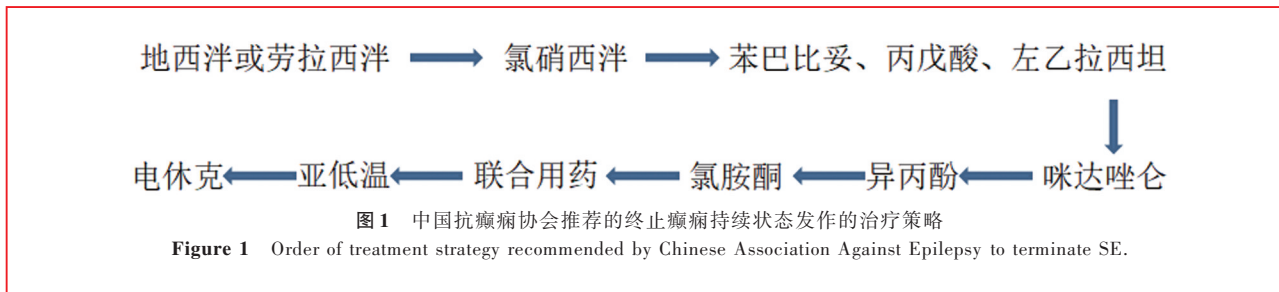 地西泮或劳拉西泮 氯硝西泮 苯巴比妥、丙戊酸、左乙拉西坦
电休克 亚低温 联合用药 氯胺酮 异丙酚 咪达唑仑
图1 中国抗癫痫协会推荐的终止癫痫持续状态发作的治疗策略
Figure 1 Order of treatment strategy recommended by Chinese Association Against Epilepsy to terminate SE.